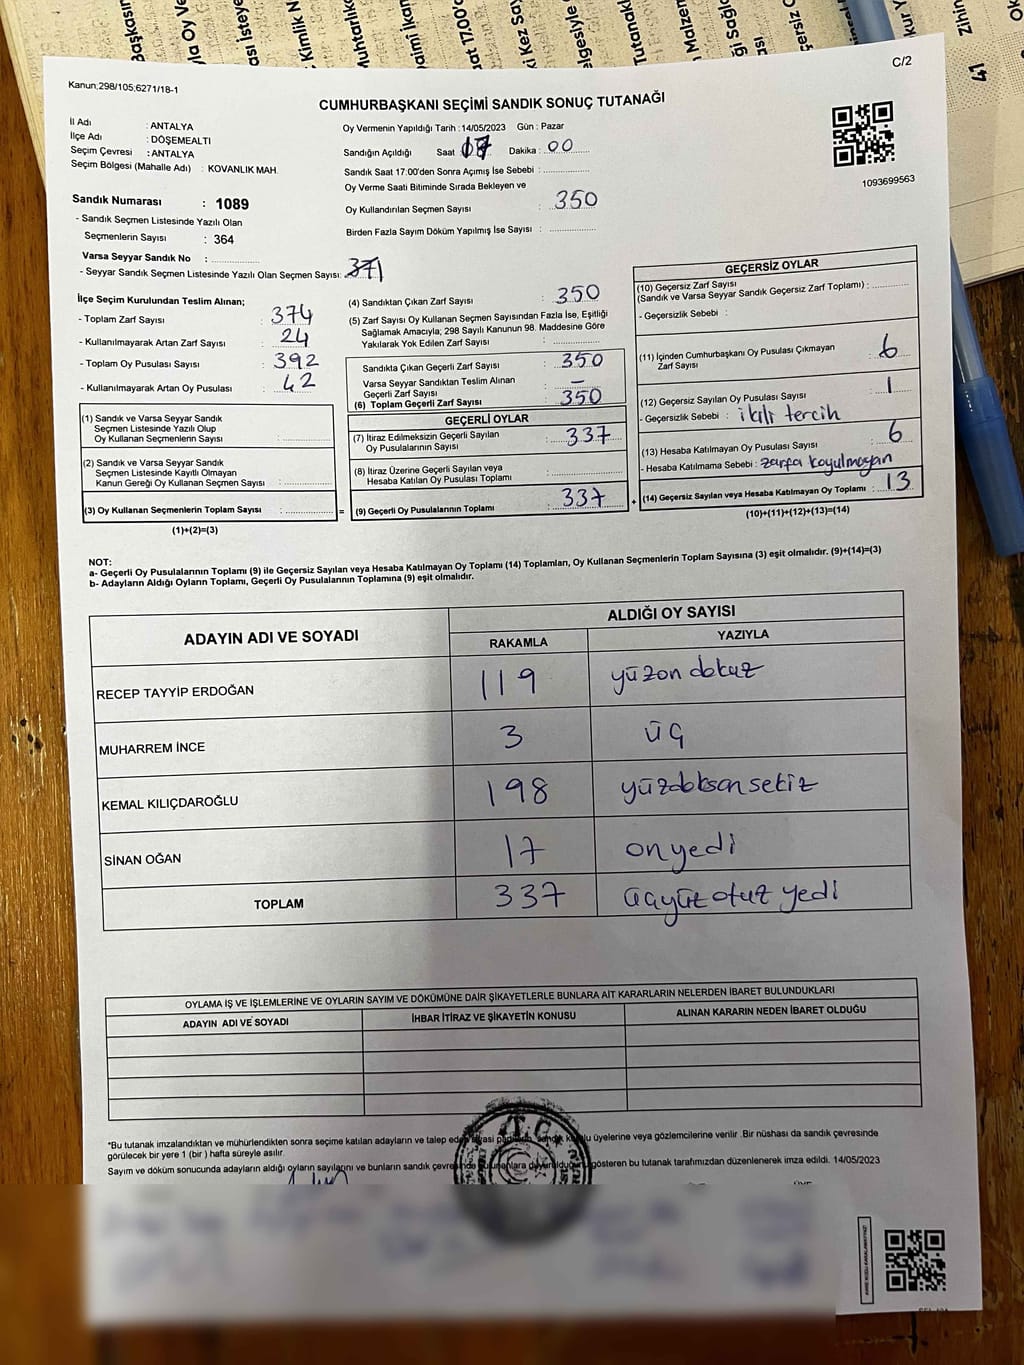 Kanun;298/105;6271/18-1
C/2
CUMHURBAŞKANI SEÇİMİ SANDIK SONUÇ TUTANAĞI
İl Adı : ANTALYA
İlçe Adı : DÖŞEMEALTI
Seçim Çevresi : ANTALYA
Seçim Bölgesi (Mahalle Adı) : KOVANLIK MAH.
Sandık Numarası : 1089
- Sandık Seçmen Listesinde Yazılı Olan
Seçmenlerin Sayısı : 364
Varsa Seyyar Sandık No :
- Seyyar Sandık Seçmen Listesinde Yazılı Olan Seçmen Sayısı:
Oy Vermenin Yapıldığı Tarih : 14/05/2023 Gün : Pazar
Sandığın Açıldığı Saat Dakika : 00
Sandık Saat 17:00'den Sonra Açımış İse Sebebi :
Oy Verme Saati Bitiminde Sırada Bekleyen ve
Oy Kullandırılan Seçmen Sayısı : 350
Birden Fazla Sayım Döküm Yapılmış İse Sayısı :
1093699563
İlçe Seçim Kurulundan Teslim Alınan;
- Toplam Zarf Sayısı : 374
- Kullanılmayarak Artan Zarf Sayısı : 24
- Toplam Oy Pusulası Sayısı : 392
- Kullanılmayarak Artan Oy Pusulası : 42
(1) Sandık ve Varsa Seyyar Sandık
Seçmen Listesinde Yazılı Olup
Oy Kullanan Seçmenlerin Sayısı :
(2) Sandık ve Varsa Seyyar Sandık
Seçmen Listesinde Kayıtlı Olmayan
Kanun Gereği Oy Kullanan Seçmen Sayısı :
(3) Oy Kullanan Seçmenlerin Toplam Sayısı : =
(1)+(2)=(3)
(4) Sandıktan Çıkan Zarf Sayısı : 350
(5) Zarf Sayısı Oy Kullanan Seçmen Sayısından Fazla İse, Eşitliği
Sağlamak Amacıyla; 298 Sayılı Kanunun 98. Maddesine Göre
Yakılarak Yok Edilen Zarf Sayısı :
Sandıkta Çıkan Geçerli Zarf Sayısı : 350
Varsa Seyyar Sandıktan Teslim Alınan
Geçerli Zarf Sayısı : –
(6) Toplam Geçerli Zarf Sayısı : 350
GEÇERLİ OYLAR
(7) İtiraz Edilmeksizin Geçerli Sayılan
Oy Pusulalarının Sayısı : 337
(8) İtiraz Üzerine Geçerli Sayılan veya
Hesaba Katılan Oy Pusulası Toplamı :
(9) Geçerli Oy Pusulalarının Toplamı : 337 +
GEÇERSİZ OYLAR
(10) Geçersiz Zarf Sayısı
(Sandık ve Varsa Seyyar Sandık Geçersiz Zarf Toplamı) :
- Geçersizlik Sebebi :
(11) İçinden Cumhurbaşkanı Oy Pusulası Çıkmayan
Zarf Sayısı : 6
(12) Geçersiz Sayılan Oy Pusulası Sayısı : 1
- Geçersizlik Sebebi : ikili tercih
(13) Hesaba Katılmayan Oy Pusulası Sayısı : 6
- Hesaba Katılmama Sebebi : zarfa koyulmayan
(14) Geçersiz Sayılan veya Hesaba Katılmayan Oy Toplamı : 13
(10)+(11)+(12)+(13)=(14)
NOT:
a- Geçerli Oy Pusulalarının Toplamı (9) ile Geçersiz Sayılan veya Hesaba Katılmayan Oy Toplamı (14) Toplamları, Oy Kullanan Seçmenlerin Toplam Sayısına (3) eşit olmalıdır. (9)+(14)=(3)
b- Adayların Aldığı Oyların Toplamı, Geçerli Oy Pusulalarının Toplamına (9) eşit olmalıdır.
ADAYIN ADI VE SOYADI
ALDIĞI OY SAYISI
RAKAMLA YAZIYLA
RECEP TAYYİP ERDOĞAN 119 yüzon dokuz
MUHARREM İNCE 3 üç
KEMAL KILIÇDAROĞLU 198 yüzdoksansekiz
SİNAN OĞAN 17 onyedi
TOPLAM 337 üçyüz otuz yedi
OYLAMA İŞ VE İŞLEMLERİNE VE OYLARIN SAYIM VE DÖKÜMÜNE DAİR ŞİKAYETLERLE BUNLARA AİT KARARLARIN NELERDEN İBARET BULUNDUKLARI
ADAYIN ADI VE SOYADI İHBAR İTİRAZ VE ŞİKAYETİN KONUSU ALINAN KARARIN NEDEN İBARET OLDUĞU
*Bu tutanak imzalandıktan ve mühürlendikten sonra seçime katılan adayların ve talep eden siyasi sandık kurulu üyelerine veya gözlemcilerine verilir .Bir nüshası da sandık çevresinde
görülecek bir yere 1 (bir ) hafta süreyle asılır.
Sayım ve döküm sonucunda adayların aldığı oyların sayılarını ve bunların sandık çevresinde gösteren bu tutanak tarafımızdan düzenlenerek imza edildi. 14/05/2023
T.C.